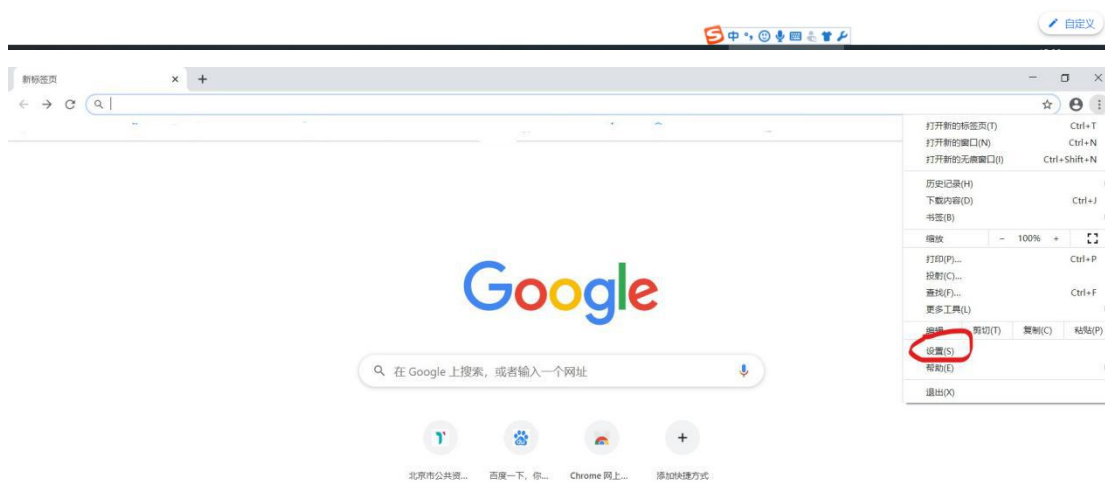 自定义
中
新标签页
打开新的标签页(T) Ctrl+T
打开新的窗口(N) Ctrl+N
打开新的无痕窗口(I) Ctrl+Shift+N
历史记录(H)
下载内容(D) Ctrl+J
书签(B)
缩放 - 100% +
打印(P)... Ctrl+P
投射(C)...
查找(F)... Ctrl+F
更多工具(L)
编辑 剪切(T) 复制(C) 粘贴(P)
设置(S)
帮助(E)
退出(X)
Google
在 Google 上搜索，或者输入一个网址
北京市公共资... 百度一下，你... Chrome 网上... 添加快捷方式